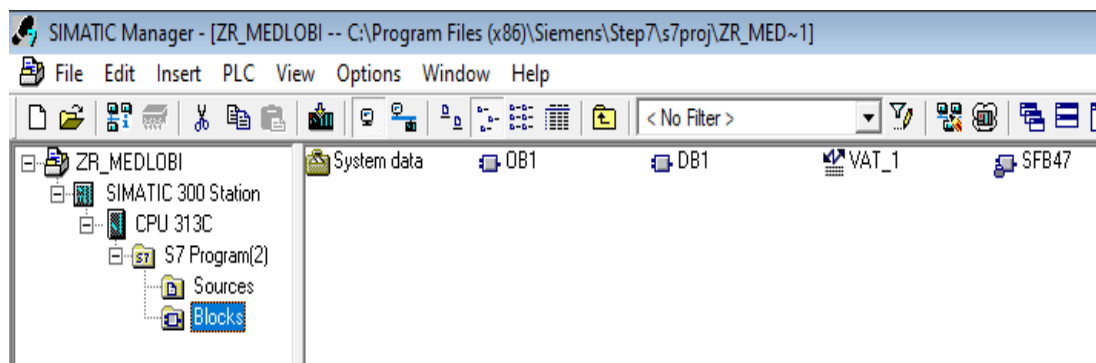 SIMATIC Manager - [ZR_MEDLOBI -- C:\Program Files (x86)\Siemens\Step7\s7proj\ZR_MED~1]
File Edit Insert PLC View Options Window Help
< No Filter >
ZR_MEDLOBI
SIMATIC 300 Station
CPU 313C
S7 Program(2)
Sources
Blocks
System data OB1 DB1 VAT_1 SFB47